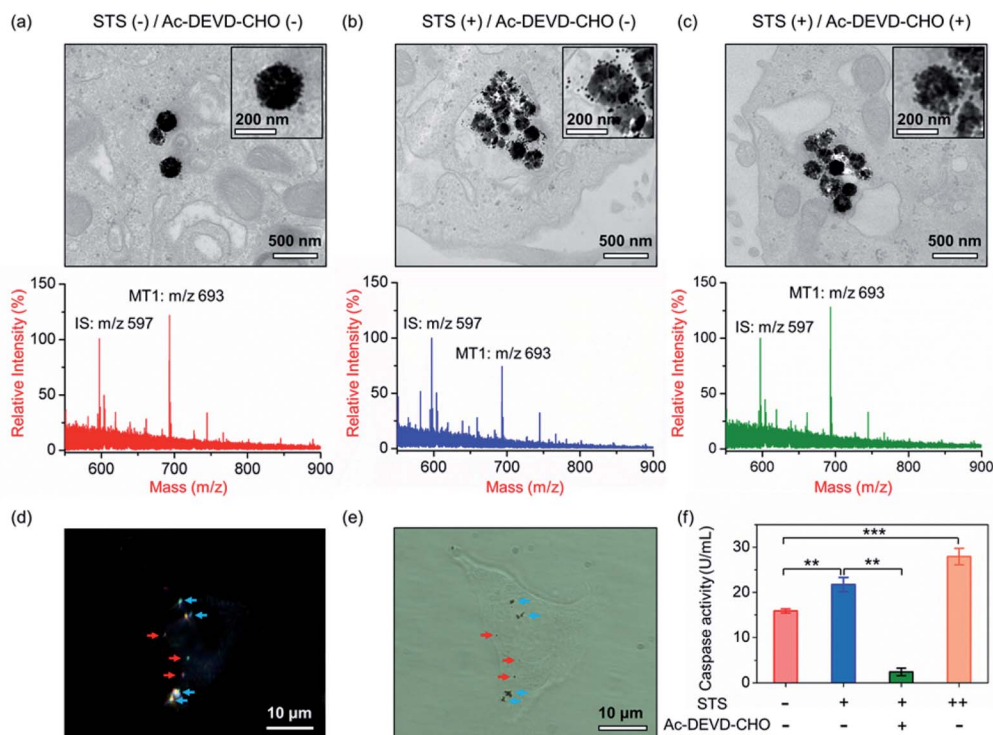 (a) STS (-) / Ac-DEVD-CHO (-)
(b) STS (+) / Ac-DEVD-CHO (-)
(c) STS (+) / Ac-DEVD-CHO (+)
200 nm
500 nm
200 nm
500 nm
200 nm
500 nm
Relative Intensity (%)
150
100
50
0
IS: m/z 597
MT1: m/z 693
600 700 800 900
Mass (m/z)
Relative Intensity (%)
150
100
50
0
IS: m/z 597
MT1: m/z 693
600 700 800 900
Mass (m/z)
Relative Intensity (%)
150
100
50
0
IS: m/z 597
MT1: m/z 693
600 700 800 900
Mass (m/z)
(d)
10 µm
(e)
10 µm
(f)
Caspase activity (U/mL)
30
20
10
0
***
** **
STS - + + ++
Ac-DEVD-CHO - - + -